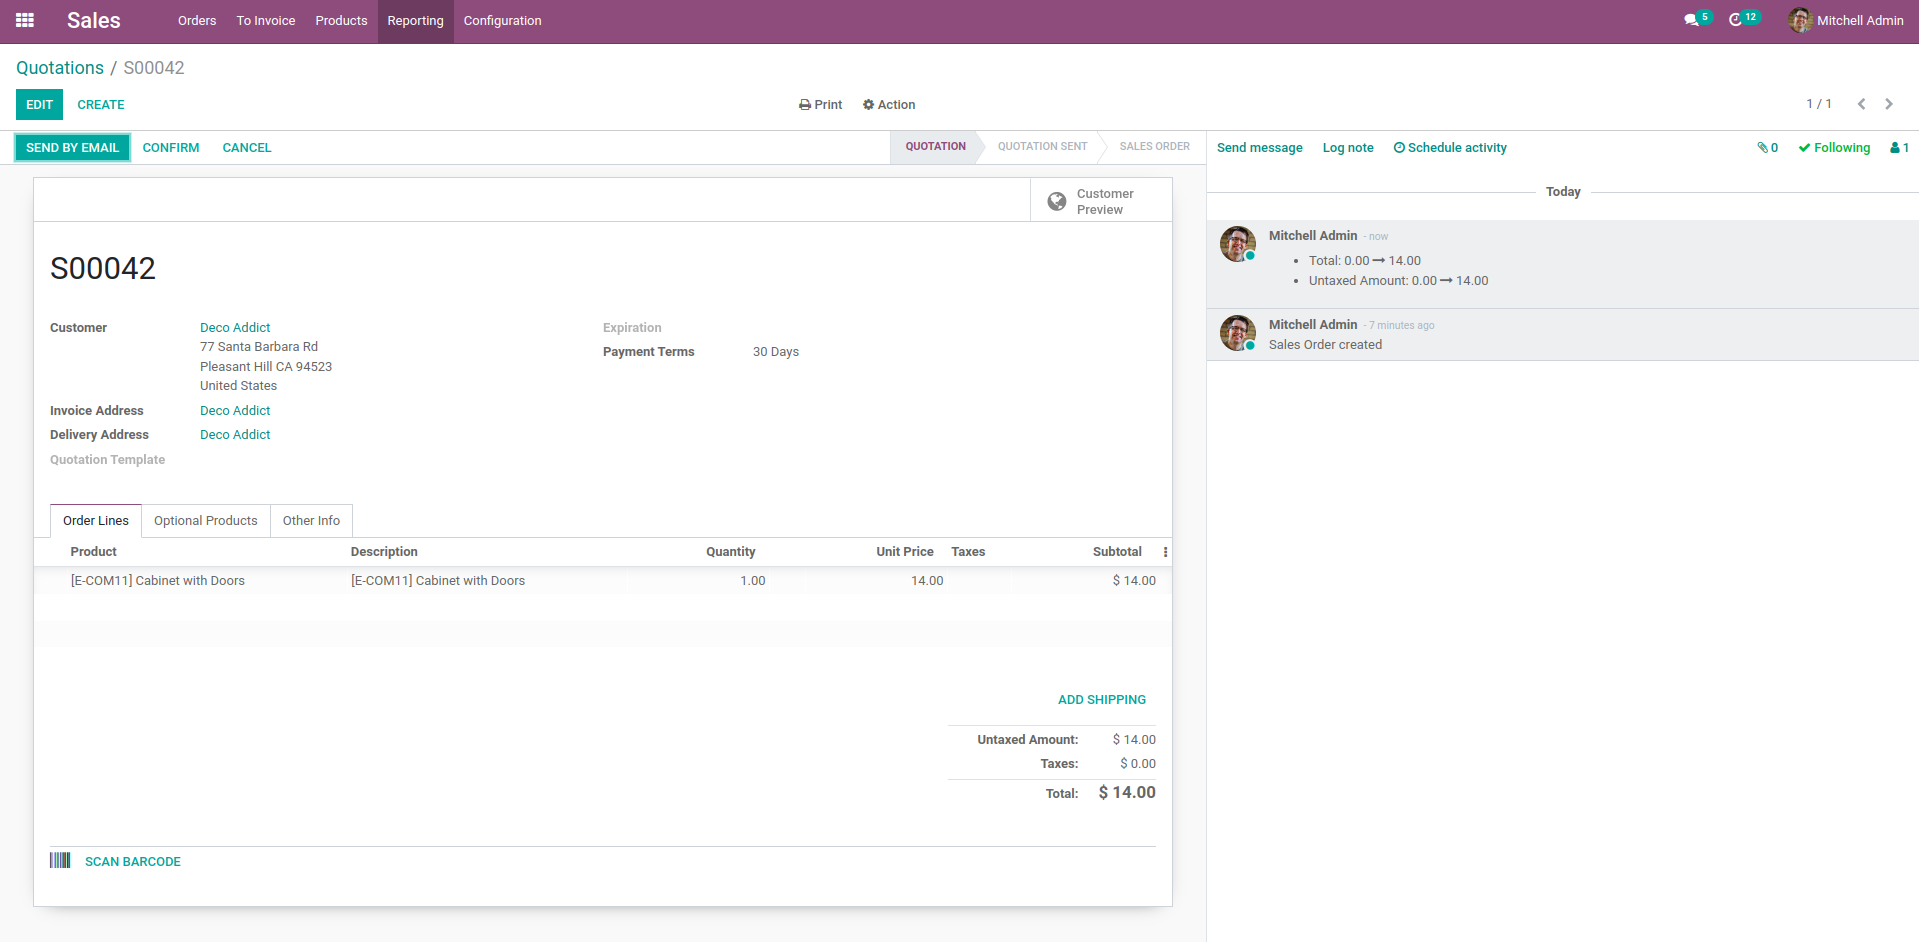 Sales
Orders To Invoice Products Reporting Configuration 5 12 Mitchell Admin
Quotations / S00042
EDIT CREATE Print Action 1 / 1
SEND BY EMAIL CONFIRM CANCEL QUOTATION QUOTATION SENT SALES ORDER
Send message Log note Schedule activity 0 Following 1
Customer
Preview
S00042
Customer Deco Addict
77 Santa Barbara Rd
Pleasant Hill CA 94523
United States
Expiration
Payment Terms 30 Days
Invoice Address Deco Addict
Delivery Address Deco Addict
Quotation Template
Order Lines Optional Products Other Info
Product Description Quantity Unit Price Taxes Subtotal
[E-COM11] Cabinet with Doors [E-COM11] Cabinet with Doors 1.00 14.00 $ 14.00
ADD SHIPPING
Untaxed Amount: $ 14.00
Taxes: $ 0.00
Total: $ 14.00
SCAN BARCODE
Today
Mitchell Admin - now
Total: 0.00 → 14.00
Untaxed Amount: 0.00 → 14.00
Mitchell Admin - 7 minutes ago
Sales Order created